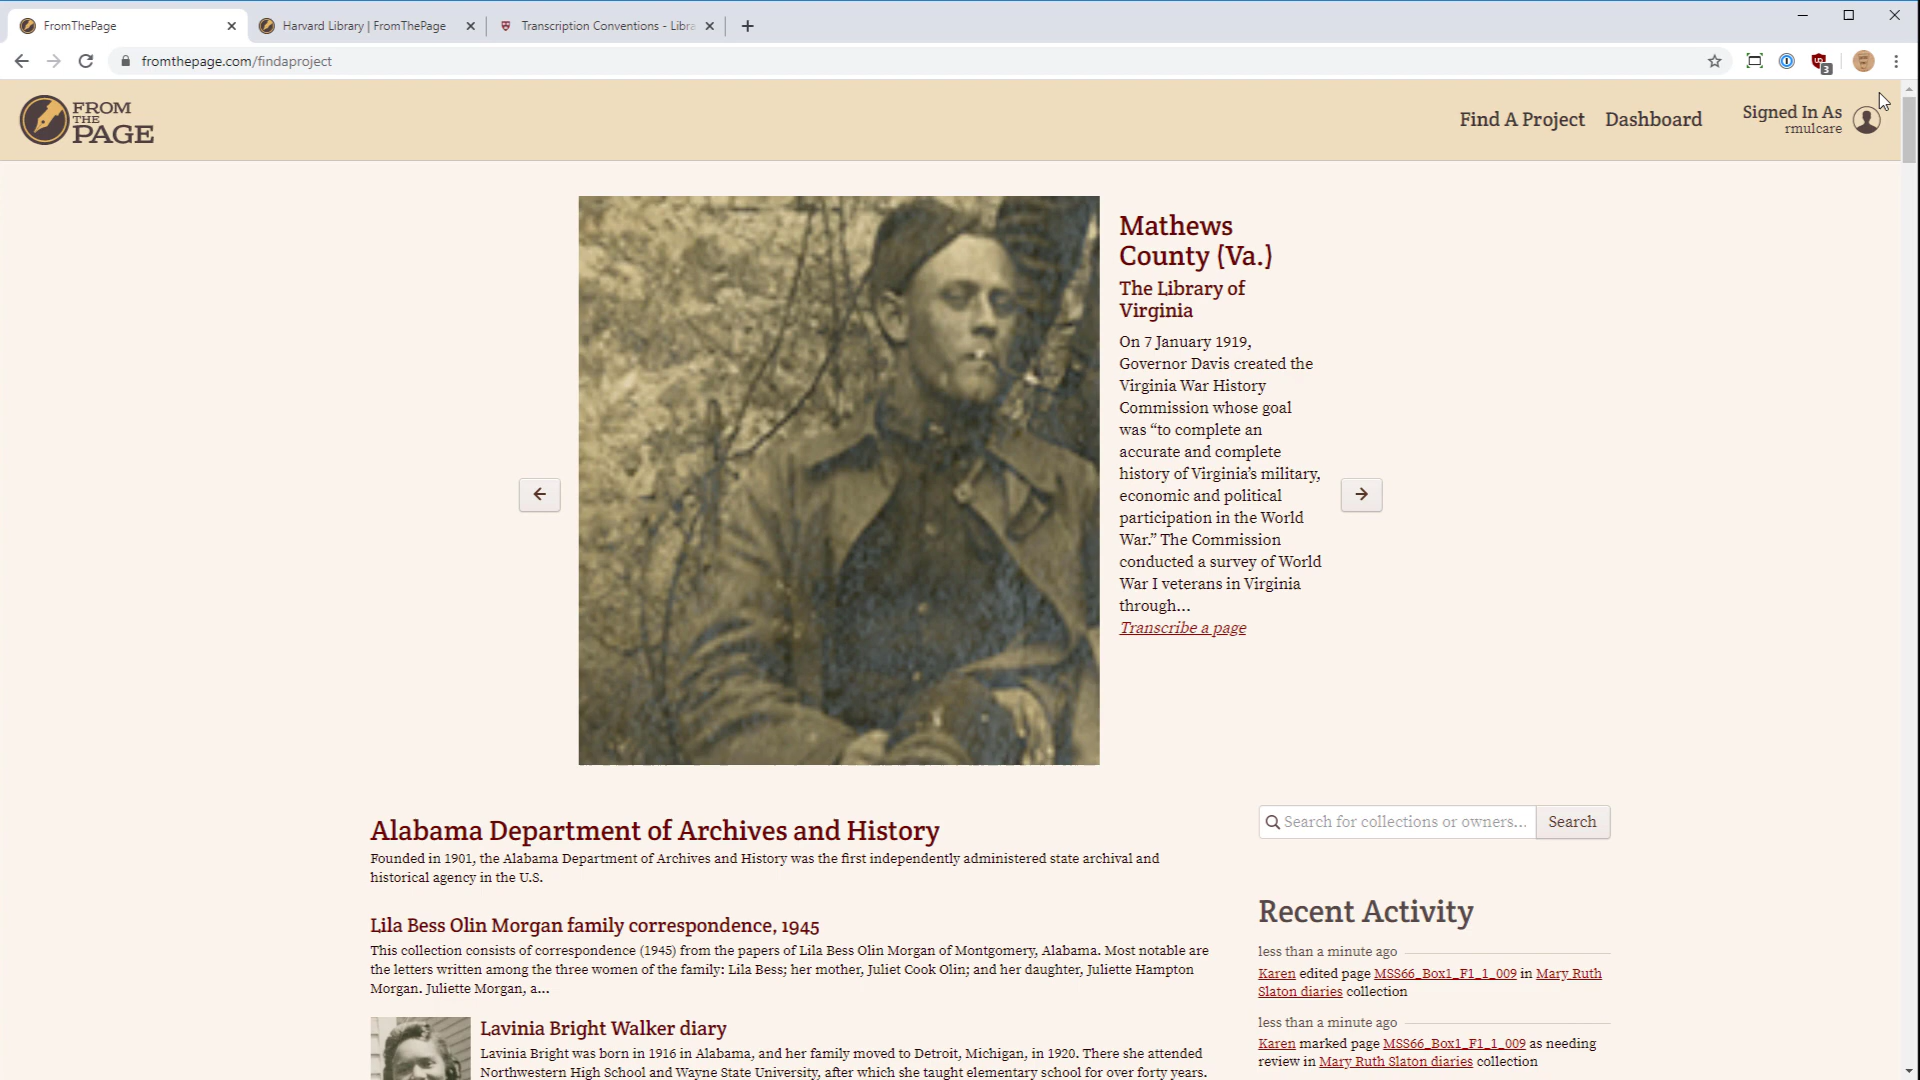 FromThePage
Harvard Library | FromThePage
Transcription Conventions - Libra
fromthepage.com/findaproject
3
FROM
THE
PAGE
Find A Project
Dashboard
Signed In As
rmulcare
Mathews
County (Va.)
The Library of
Virginia
On 7 January 1919,
Governor Davis created the
Virginia War History
Commission whose goal
was “to complete an
accurate and complete
history of Virginia’s military,
economic and political
participation in the World
War.” The Commission
conducted a survey of World
War I veterans in Virginia
through...
Transcribe a page
Alabama Department of Archives and History
Founded in 1901, the Alabama Department of Archives and History was the first independently administered state archival and
historical agency in the U.S.
Lila Bess Olin Morgan family correspondence, 1945
This collection consists of correspondence (1945) from the papers of Lila Bess Olin Morgan of Montgomery, Alabama. Most notable are
the letters written among the three women of the family: Lila Bess; her mother, Juliet Cook Olin; and her daughter, Juliette Hampton
Morgan. Juliette Morgan, a...
Lavinia Bright Walker diary
Lavinia Bright was born in 1916 in Alabama, and her family moved to Detroit, Michigan, in 1920. There she attended
Northwestern High School and Wayne State University, after which she taught elementary school for over forty years.
Search for collections or owners...
Search
Recent Activity
less than a minute ago
Karen edited page MSS66_Box1_F1_1_009 in Mary Ruth
Slaton diaries collection
less than a minute ago
Karen marked page MSS66_Box1_F1_1_009 as needing
review in Mary Ruth Slaton diaries collection